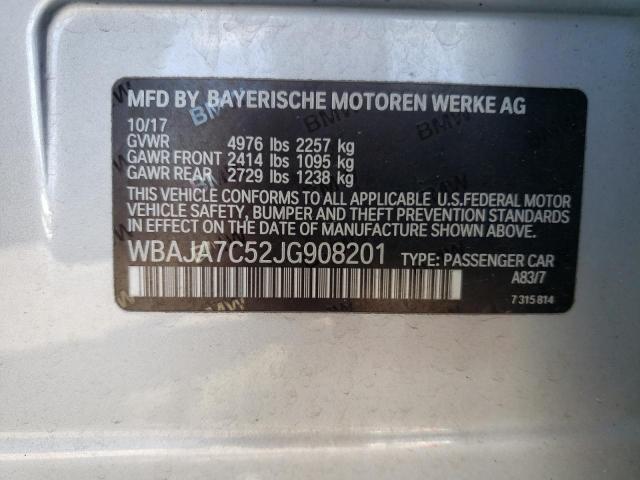 MFD BY BAYERISCHE MOTOREN WERKE AG
10/17
GVWR 4976 lbs 2257 kg
GAWR FRONT 2414 lbs 1095 kg
GAWR REAR 2729 lbs 1238 kg
THIS VEHICLE CONFORMS TO ALL APPLICABLE U.S.FEDERAL MOTOR
VEHICLE SAFETY, BUMPER AND THEFT PREVENTION STANDARDS
IN EFFECT ON THE DATE OF MANUFACTURE SHOWN ABOVE.
WBAJA7C52JG908201 TYPE: PASSENGER CAR
A83/7
7 315 814